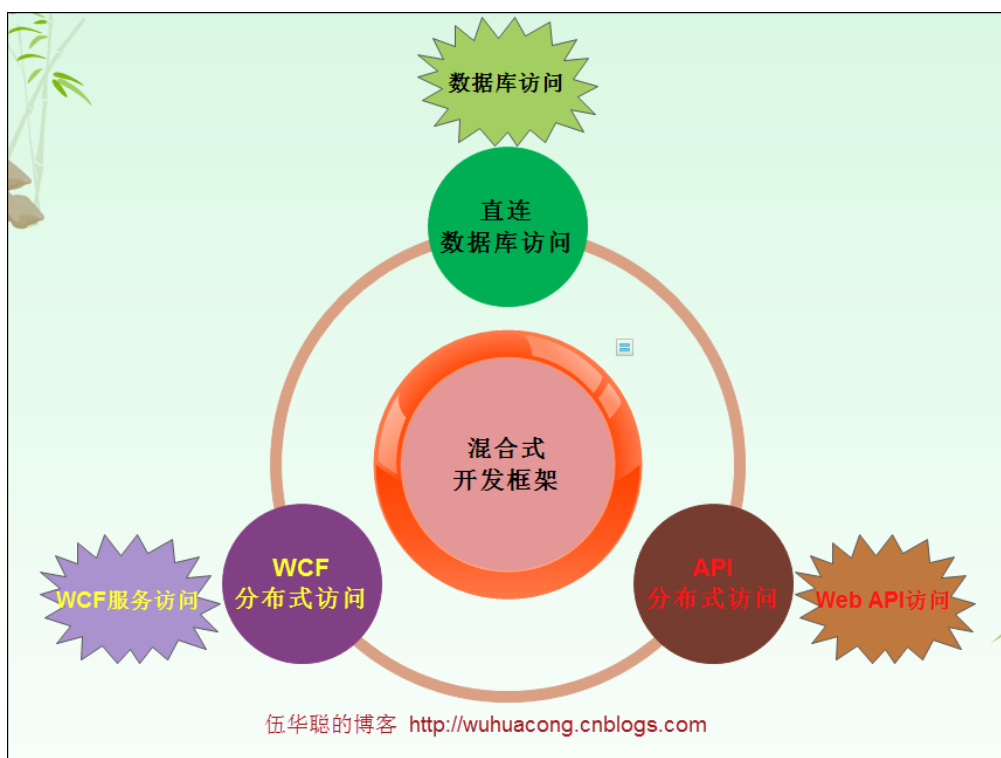 数据库访问
直连
数据库访问
混合式
开发框架
WCF
分布式访问
WCF服务访问
API
分布式访问
Web API访问
伍华聪的博客 http://wuhuacong.cnblogs.com